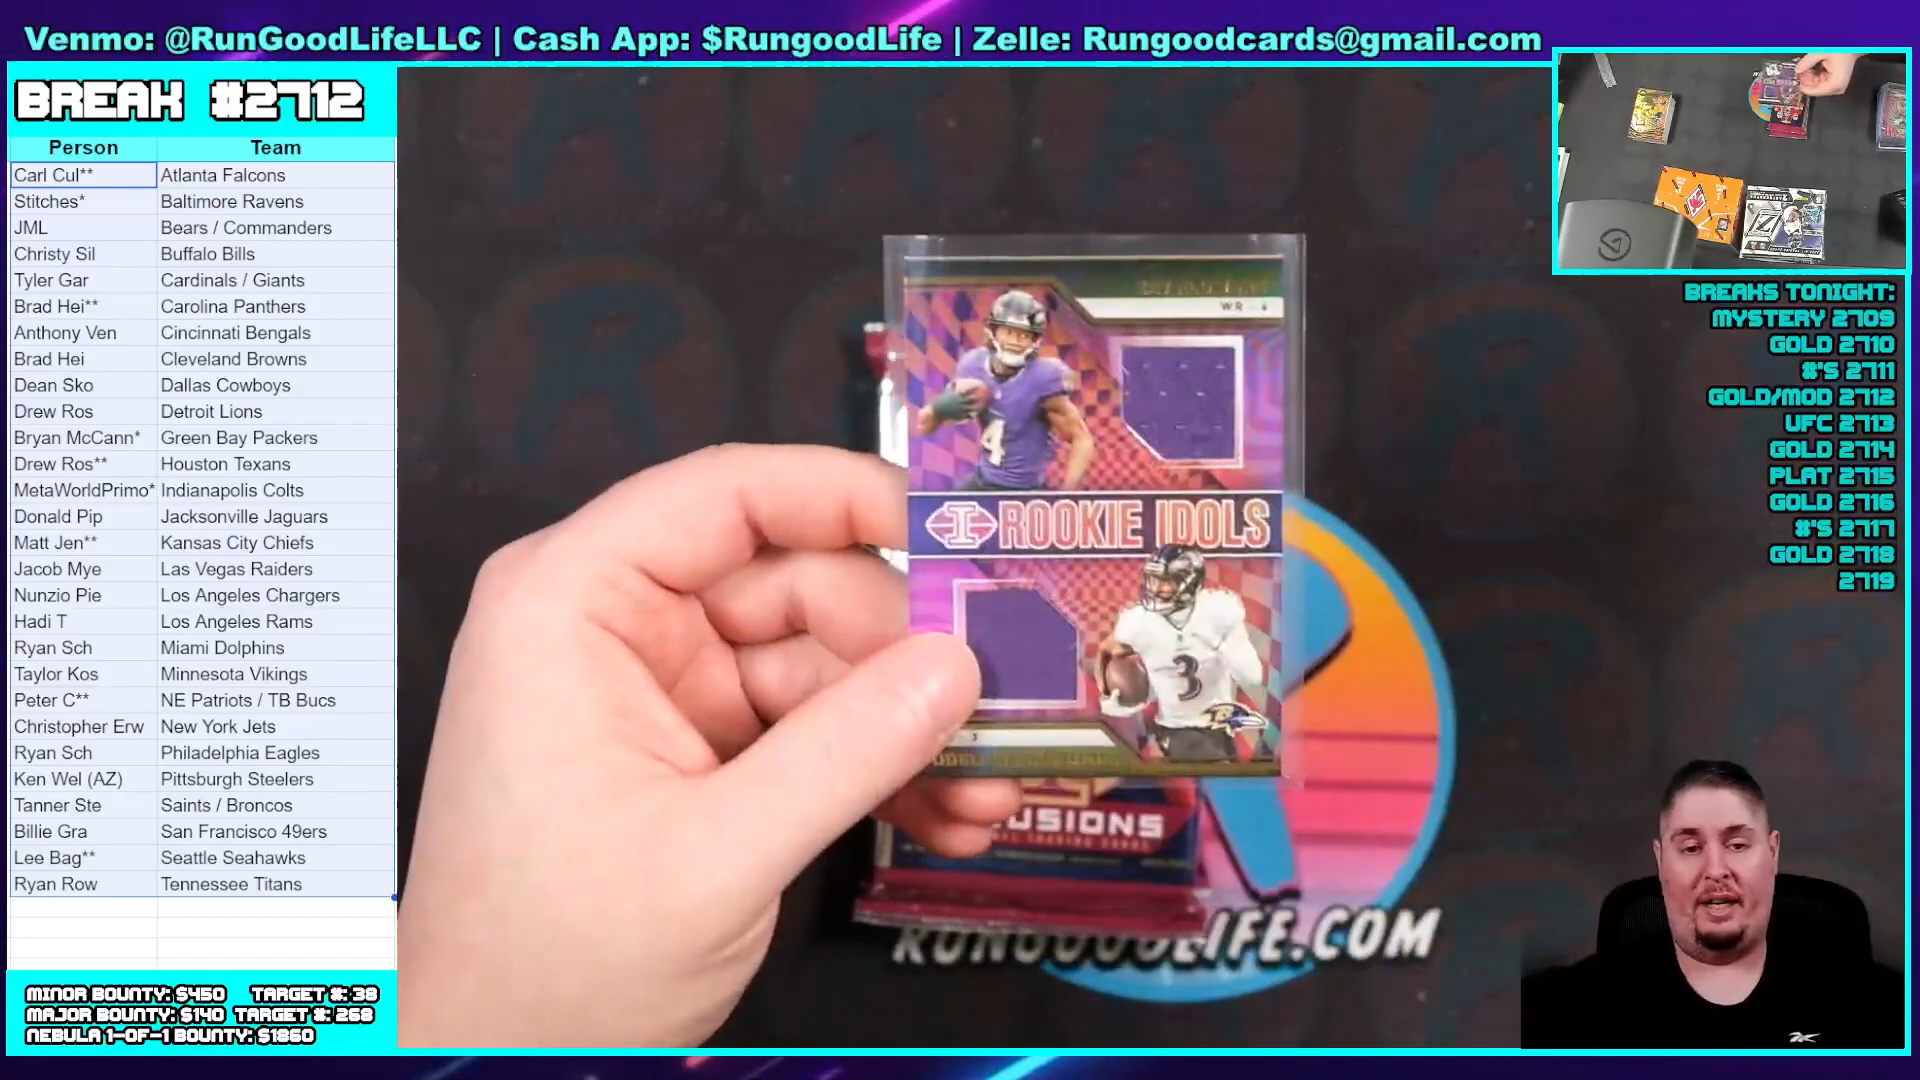 Venmo: @RunGoodLifeLLC | Cash App: $RungoodLife | Zelle: Rungoodcards@gmail.com
BREAK #2712
Person Team
Carl Cul** Atlanta Falcons
Stitches* Baltimore Ravens
JML Bears / Commanders
Christy Sil Buffalo Bills
Tyler Gar Cardinals / Giants
Brad Hei** Carolina Panthers
Anthony Ven Cincinnati Bengals
Brad Hei Cleveland Browns
Dean Sko Dallas Cowboys
Drew Ros Detroit Lions
Bryan McCann* Green Bay Packers
Drew Ros** Houston Texans
MetaWorldPrimo* Indianapolis Colts
Donald Pip Jacksonville Jaguars
Matt Jen** Kansas City Chiefs
Jacob Mye Las Vegas Raiders
Nunzio Pie Los Angeles Chargers
Hadi T Los Angeles Rams
Ryan Sch Miami Dolphins
Taylor Kos Minnesota Vikings
Peter C** NE Patriots / TB Bucs
Christopher Erw New York Jets
Ryan Sch Philadelphia Eagles
Ken Wel (AZ) Pittsburgh Steelers
Tanner Ste Saints / Broncos
Billie Gra San Francisco 49ers
Lee Bag** Seattle Seahawks
Ryan Row Tennessee Titans
MINOR BOUNTY: $450 TARGET #: 38
MAJOR BOUNTY: $140 TARGET #: 268
NEBULA 1-OF-1 BOUNTY: $1860
WR
4
I ROOKIE IDOLS
3
3
USIONS
RUNGOODLIFE.COM
BREAKS TONIGHT:
MYSTERY 2709
GOLD 2710
#'S 2711
GOLD/MOD 2712
UFC 2713
GOLD 2714
PLAT 2715
GOLD 2716
#'S 2717
GOLD 2718
2719